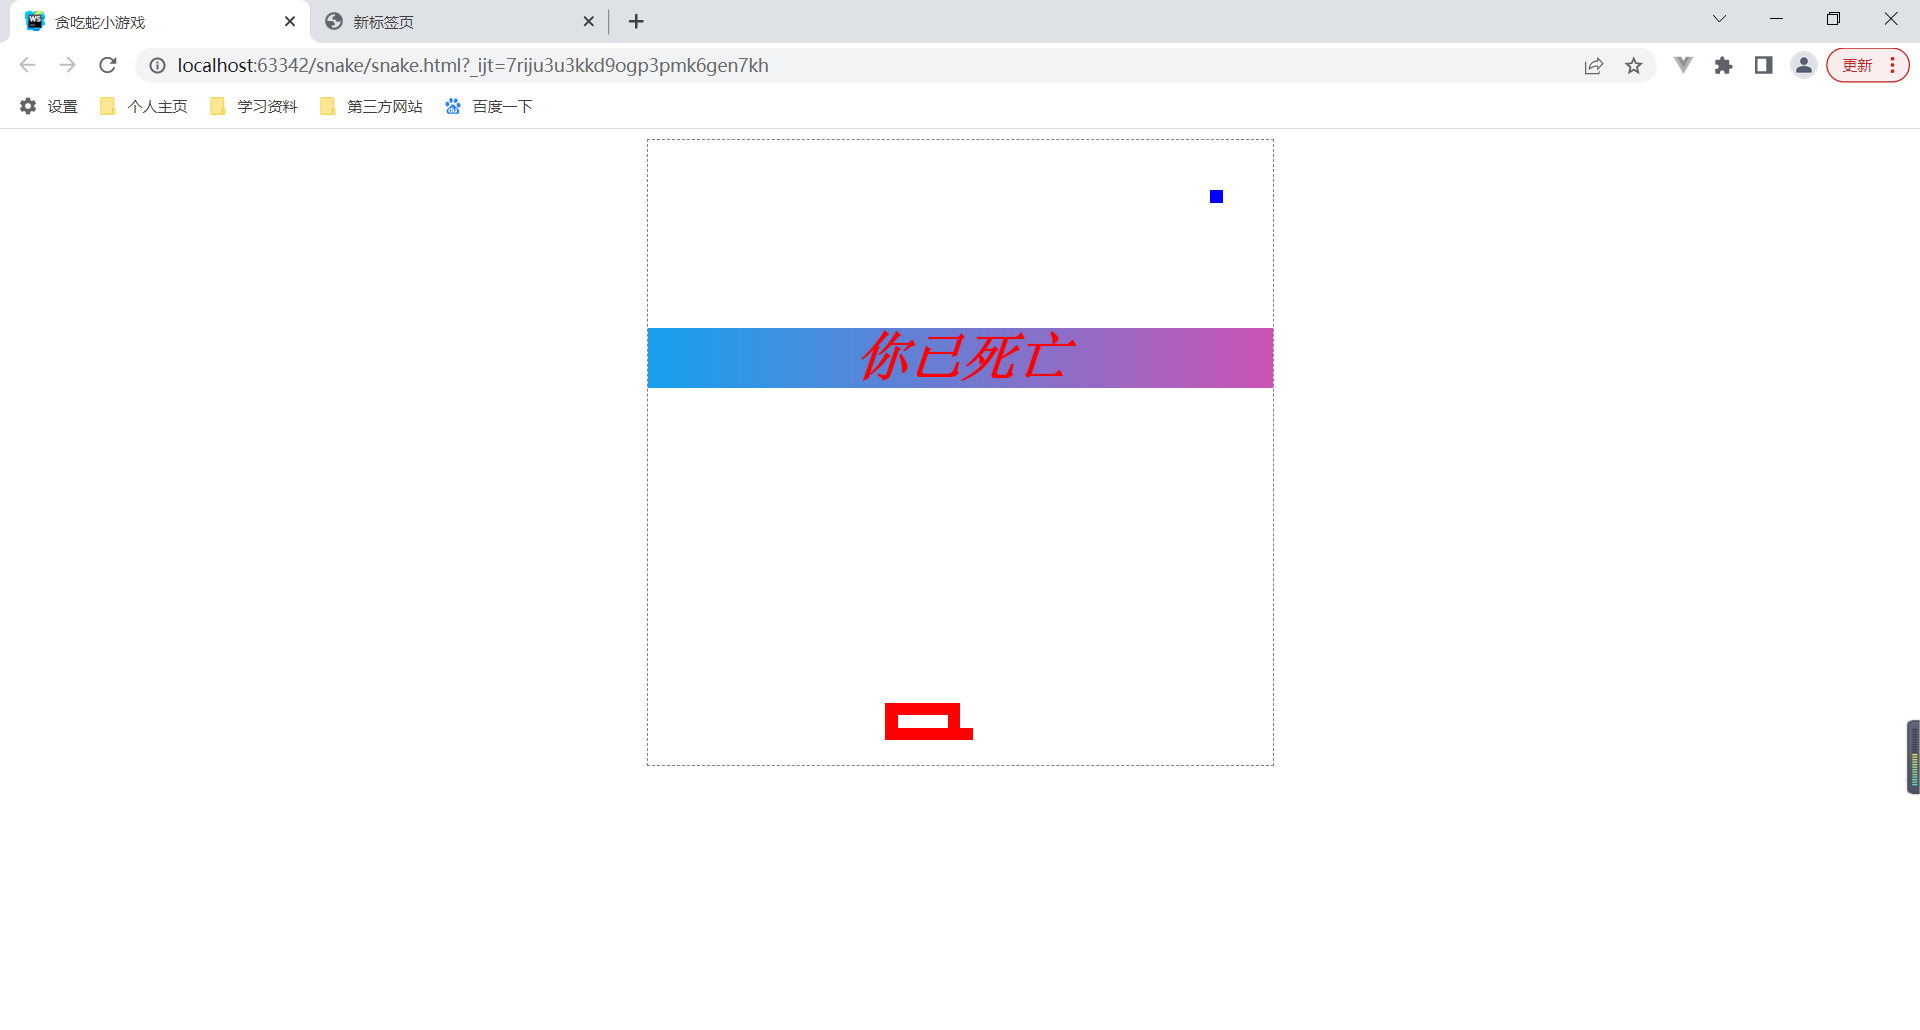 贪吃蛇小游戏
新标签页
localhost:63342/snake/snake.html?_ijt=7riju3u3kkd9ogp3pmk6gen7kh
更新
设置
个人主页
学习资料
第三方网站
百度一下
你已死亡